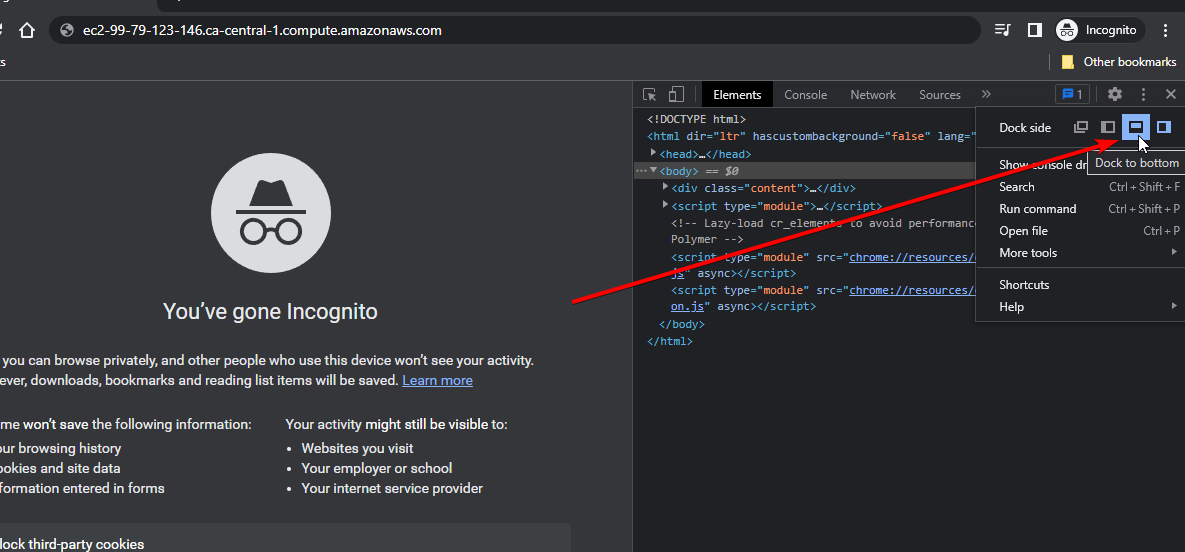 ec2-99-79-123-146.ca-central-1.compute.amazonaws.com
Incognito
Other bookmarks
Elements
Console
Network
Sources
1
<!DOCTYPE html>
<html dir="ltr" hascustombackground="false" lang="
<head>…</head>
<body> == $0
<div class="content">…</div>
<script type="module">…</script>
<!-- Lazy-load cr_elements to avoid performance
Polymer -->
<script type="module" src="chrome://resources/
js" async></script>
<script type="module" src="chrome://resources/
on.js" async></script>
</body>
</html>
Dock side
Dock to bottom
Show console dr
Search Ctrl + Shift + F
Run command Ctrl + Shift + P
Open file Ctrl + P
More tools
Shortcuts
Help
You've gone Incognito
you can browse privately, and other people who use this device won't see your activity.
ever, downloads, bookmarks and reading list items will be saved. Learn more
me won't save the following information:
our browsing history
ookies and site data
formation entered in forms
Your activity might still be visible to:
• Websites you visit
• Your employer or school
• Your internet service provider
lock third-party cookies